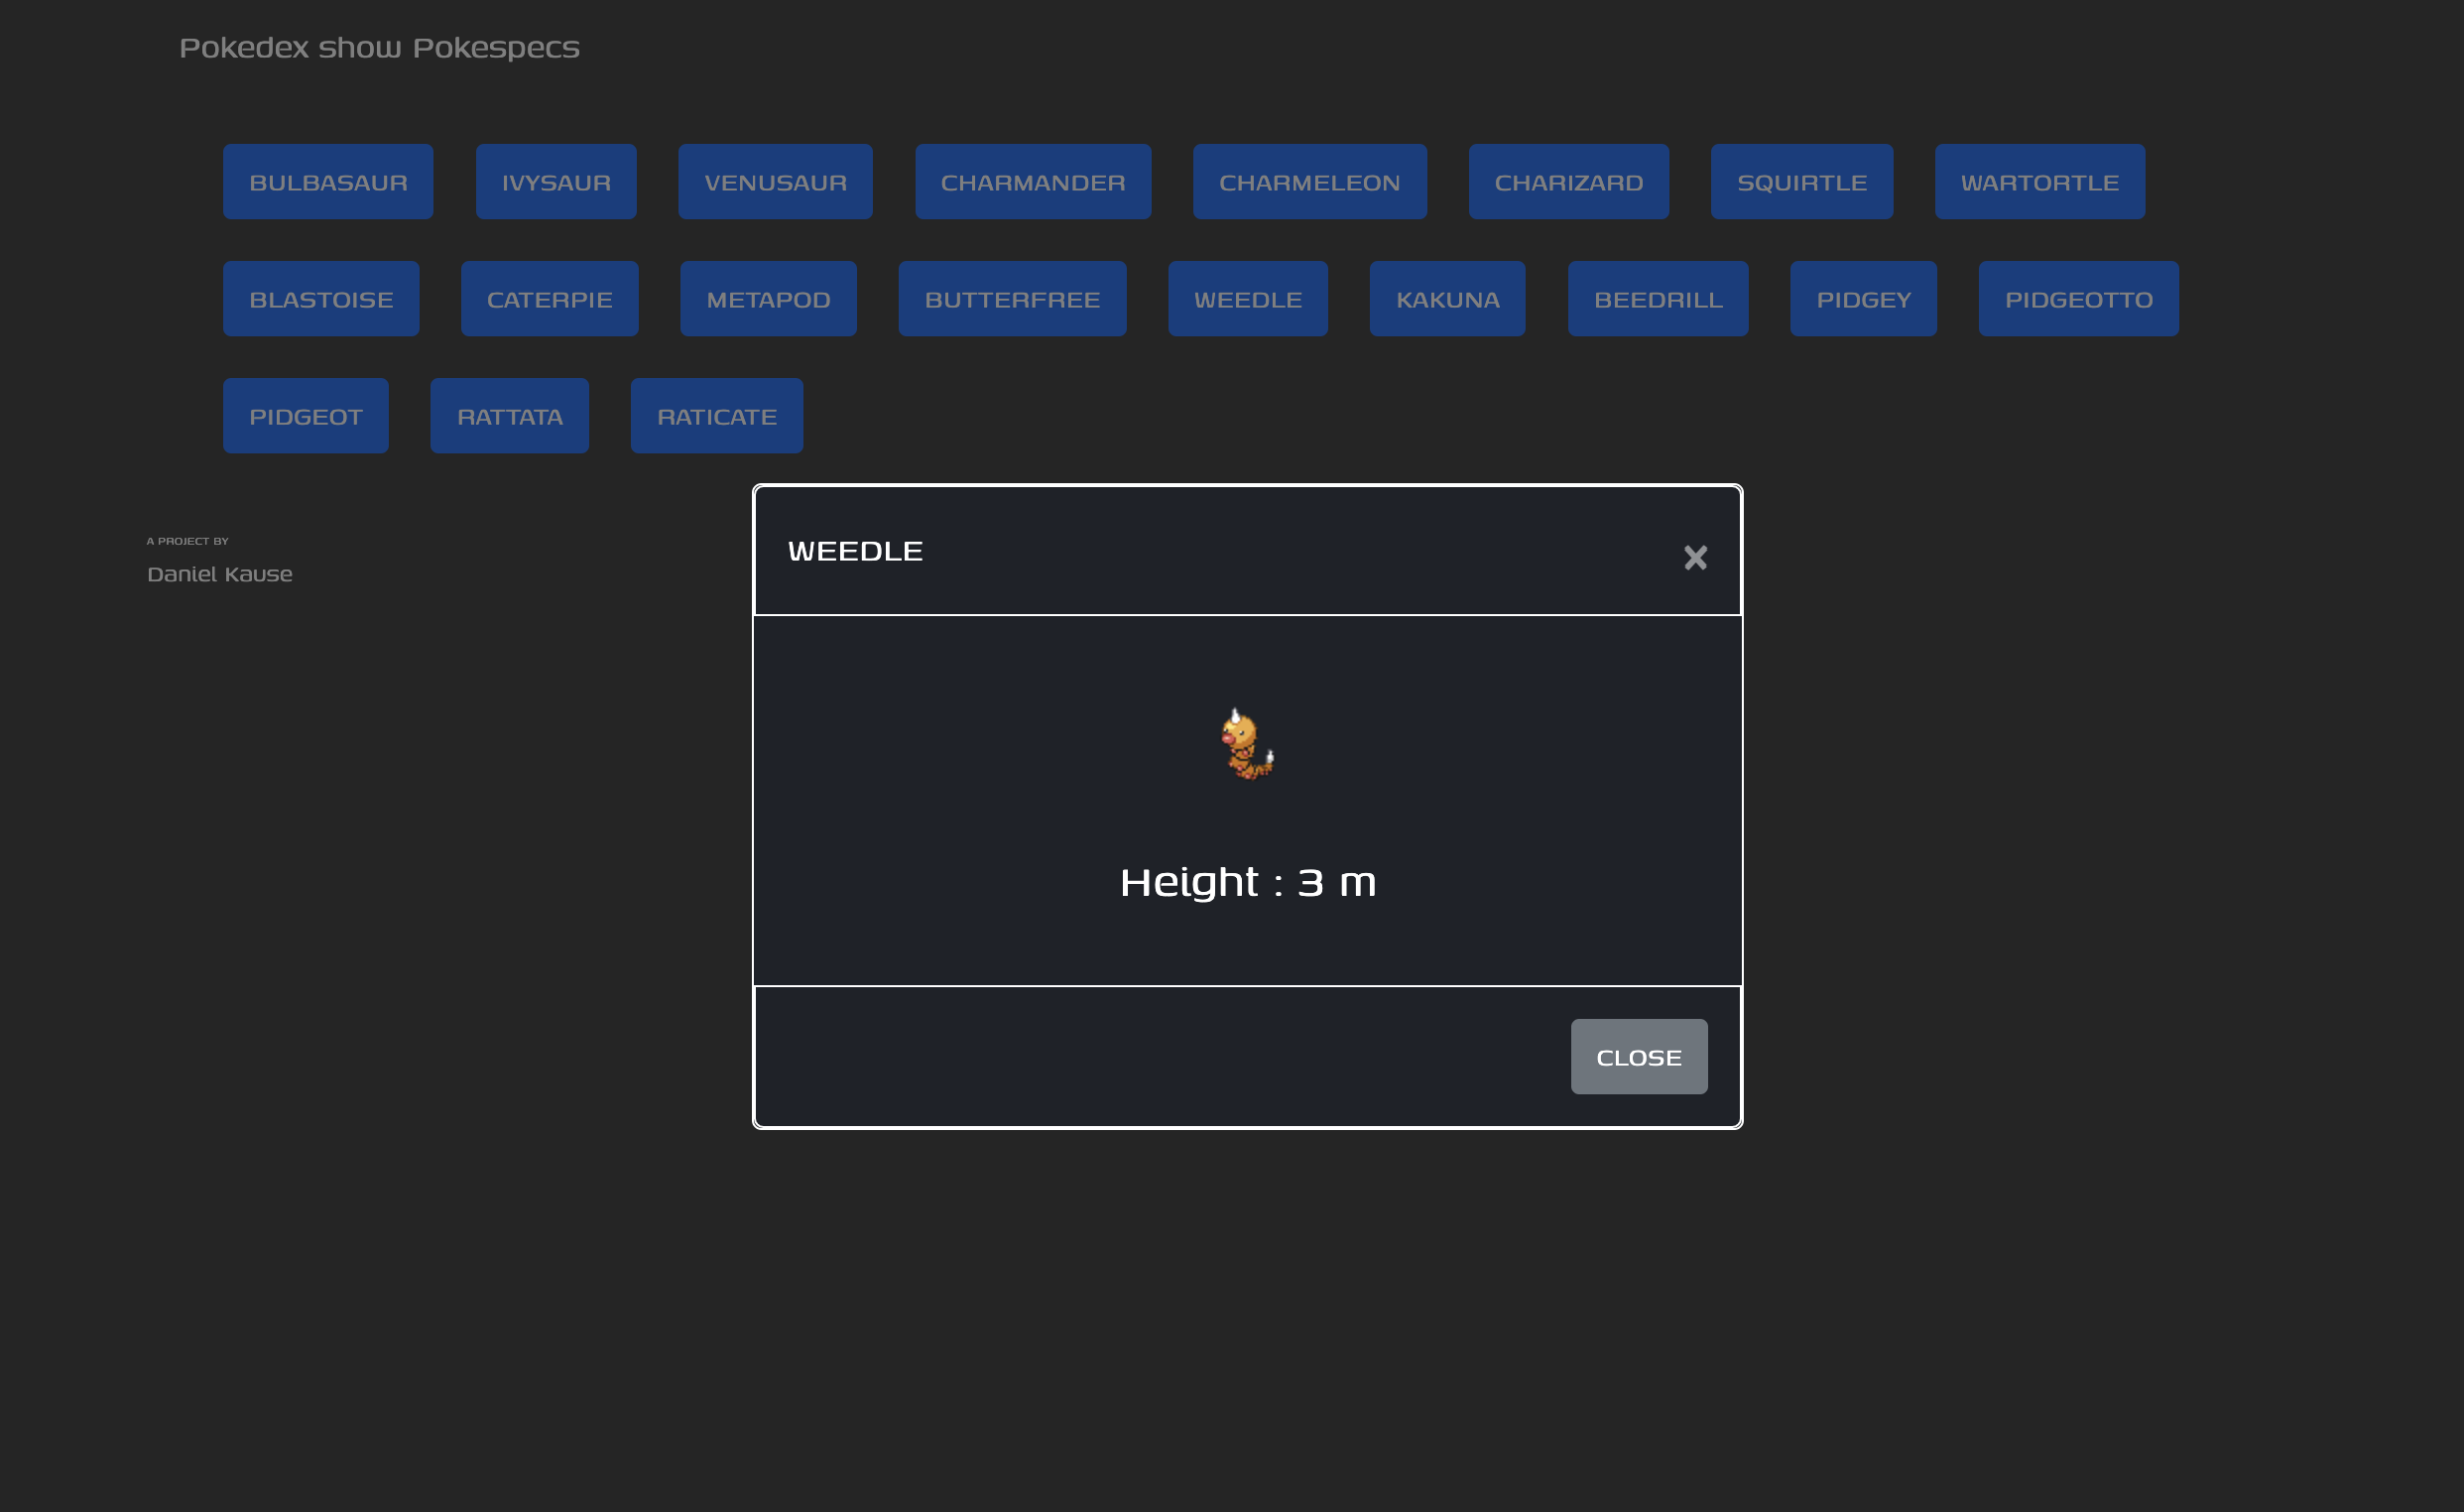 Pokedex show Pokespecs
BULBASAUR IVYSAUR VENUSAUR CHARMANDER CHARMELEON CHARIZARD SQUIRTLE WARTORTLE
BLASTOISE CATERPIE METAPOD BUTTERFREE WEEDLE KAKUNA BEEDRILL PIDGEY PIDGEOTTO
PIDGEOT RATTATA RATICATE
A PROJECT BY
Daniel Kause
WEEDLE ×
Height : 3 m
CLOSE